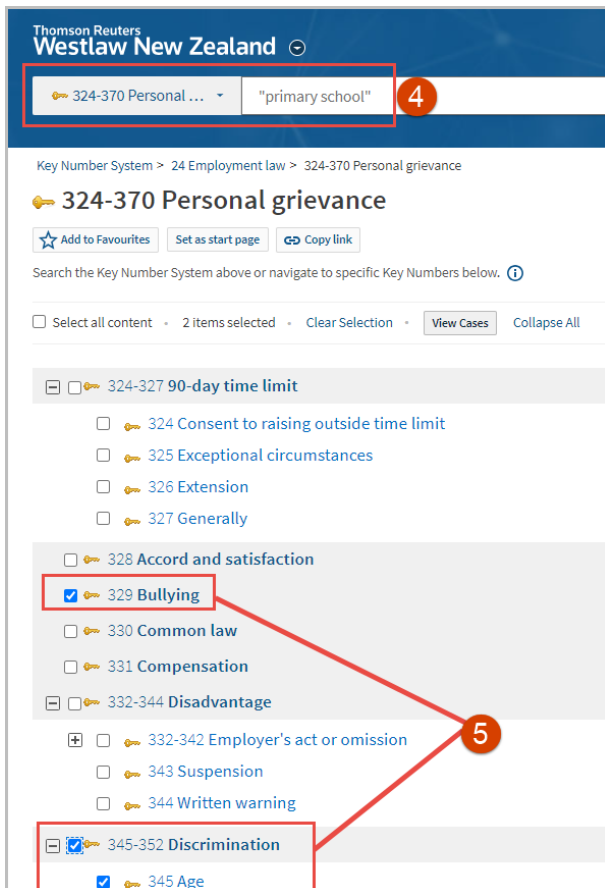 Thomson Reuters
Westlaw New Zealand
324-370 Personal ... "primary school" 4
Key Number System > 24 Employment law > 324-370 Personal grievance
324-370 Personal grievance
Add to Favourites Set as start page Copy link
Search the Key Number System above or navigate to specific Key Numbers below.
Select all content • 2 items selected • Clear Selection • View Cases Collapse All
324-327 90-day time limit
324 Consent to raising outside time limit
325 Exceptional circumstances
326 Extension
327 Generally
328 Accord and satisfaction
329 Bullying
330 Common law
331 Compensation
332-344 Disadvantage
332-342 Employer's act or omission
5
343 Suspension
344 Written warning
345-352 Discrimination
345 Age